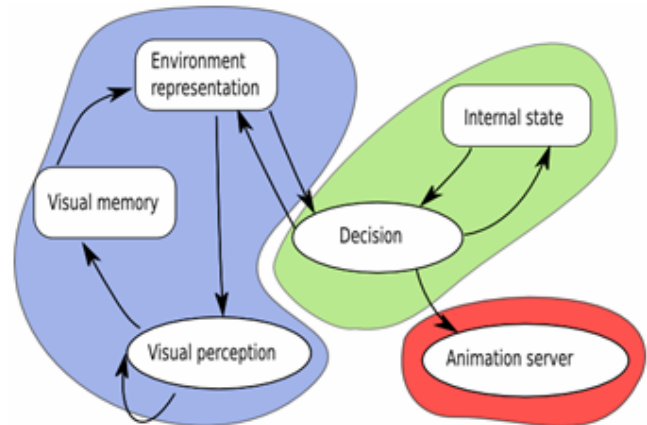 Environment
representation
Internal state
Visual memory
Decision
Visual perception
Animation server